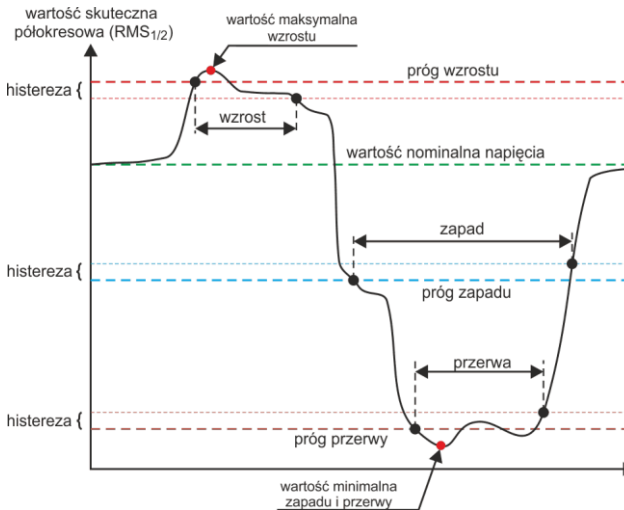 wartość skuteczna
półokresowa (RMS1/2)
wartość maksymalna
wzrostu
próg wzrostu
histereza {
wzrost
wartość nominalna napięcia
zapad
histereza {
próg zapadu
przerwa
histereza {
próg przerwy
wartość minimalna
zapadu i przerwy